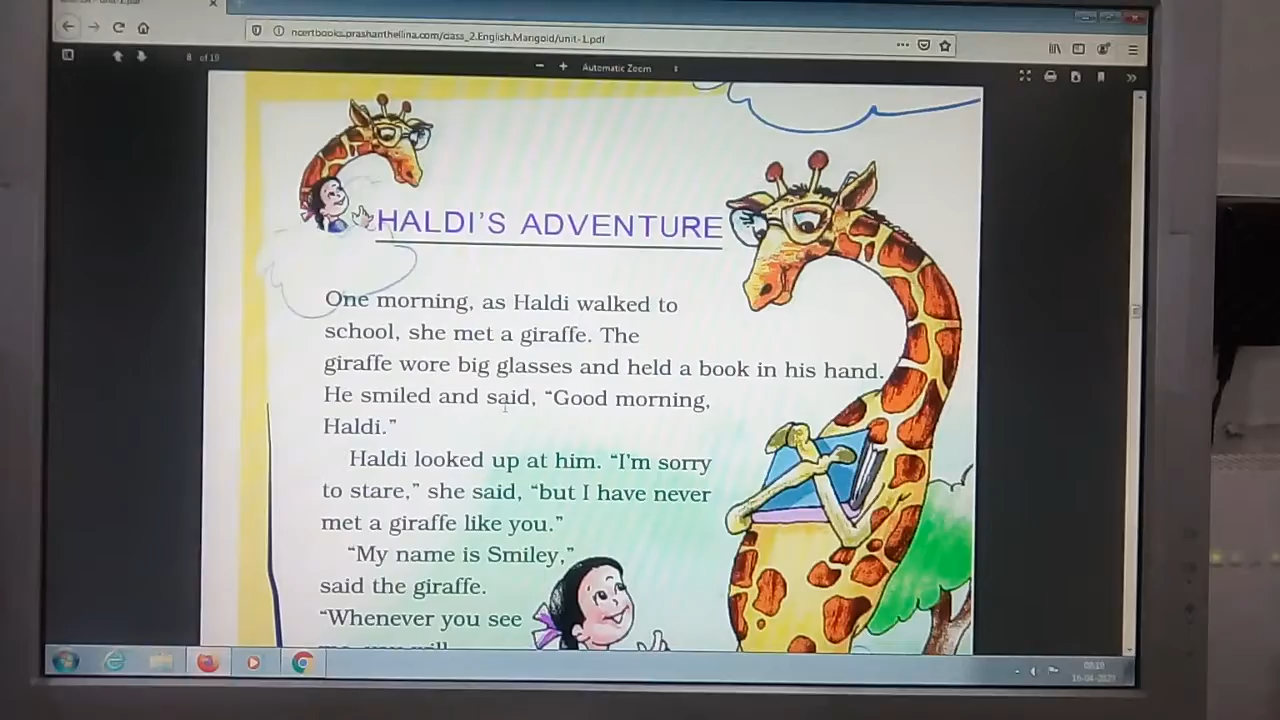 ncertbooks.prashanthellina.com/class_2.English.Marigold/unit-1.pdf
8 of 19
Automatic Zoom
HALDI'S ADVENTURE
One morning, as Haldi walked to
school, she met a giraffe. The
giraffe wore big glasses and held a book in his hand.
He smiled and said, “Good morning,
Haldi.”
Haldi looked up at him. “I'm sorry
to stare,” she said, “but I have never
met a giraffe like you.”
“My name is Smiley,”
said the giraffe.
“Whenever you see